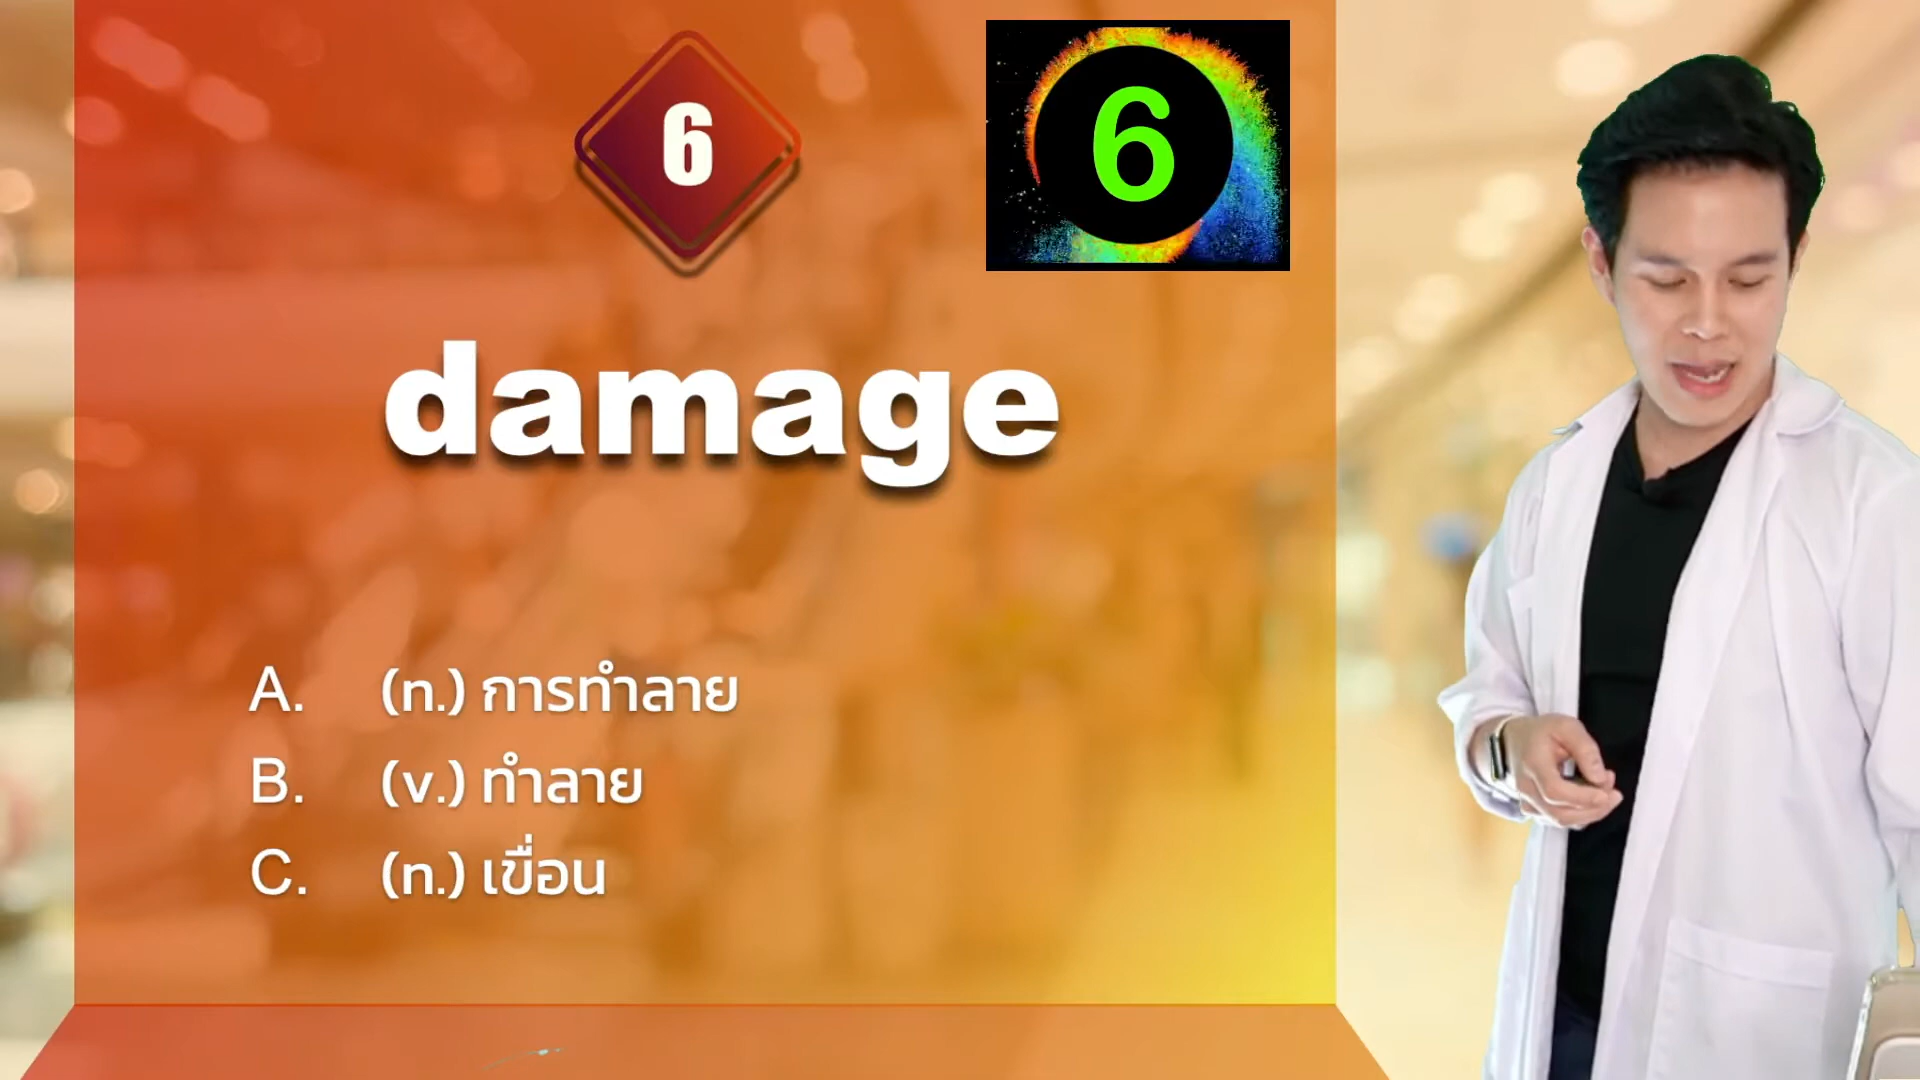 6
6
damage
A. (n.) การทำลาย
B. (v.) ทำลาย
C. (n.) เขื่อน